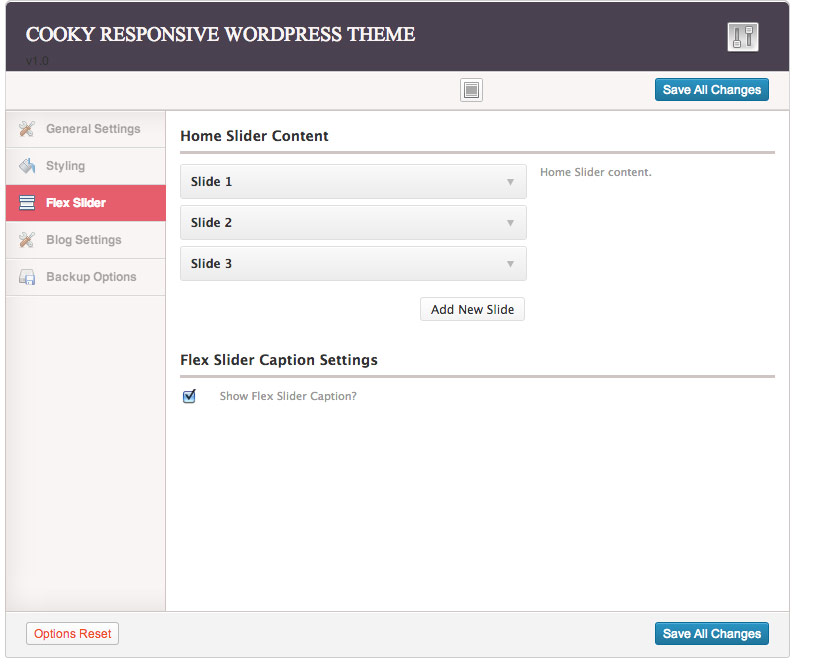 COOKY RESPONSIVE WORDPRESS THEME
v1.0
Save All Changes
General Settings
Styling
Flex Slider
Blog Settings
Backup Options
Home Slider Content
Slide 1
Home Slider content.
Slide 2
Slide 3
Add New Slide
Flex Slider Caption Settings
Show Flex Slider Caption?
Options Reset
Save All Changes